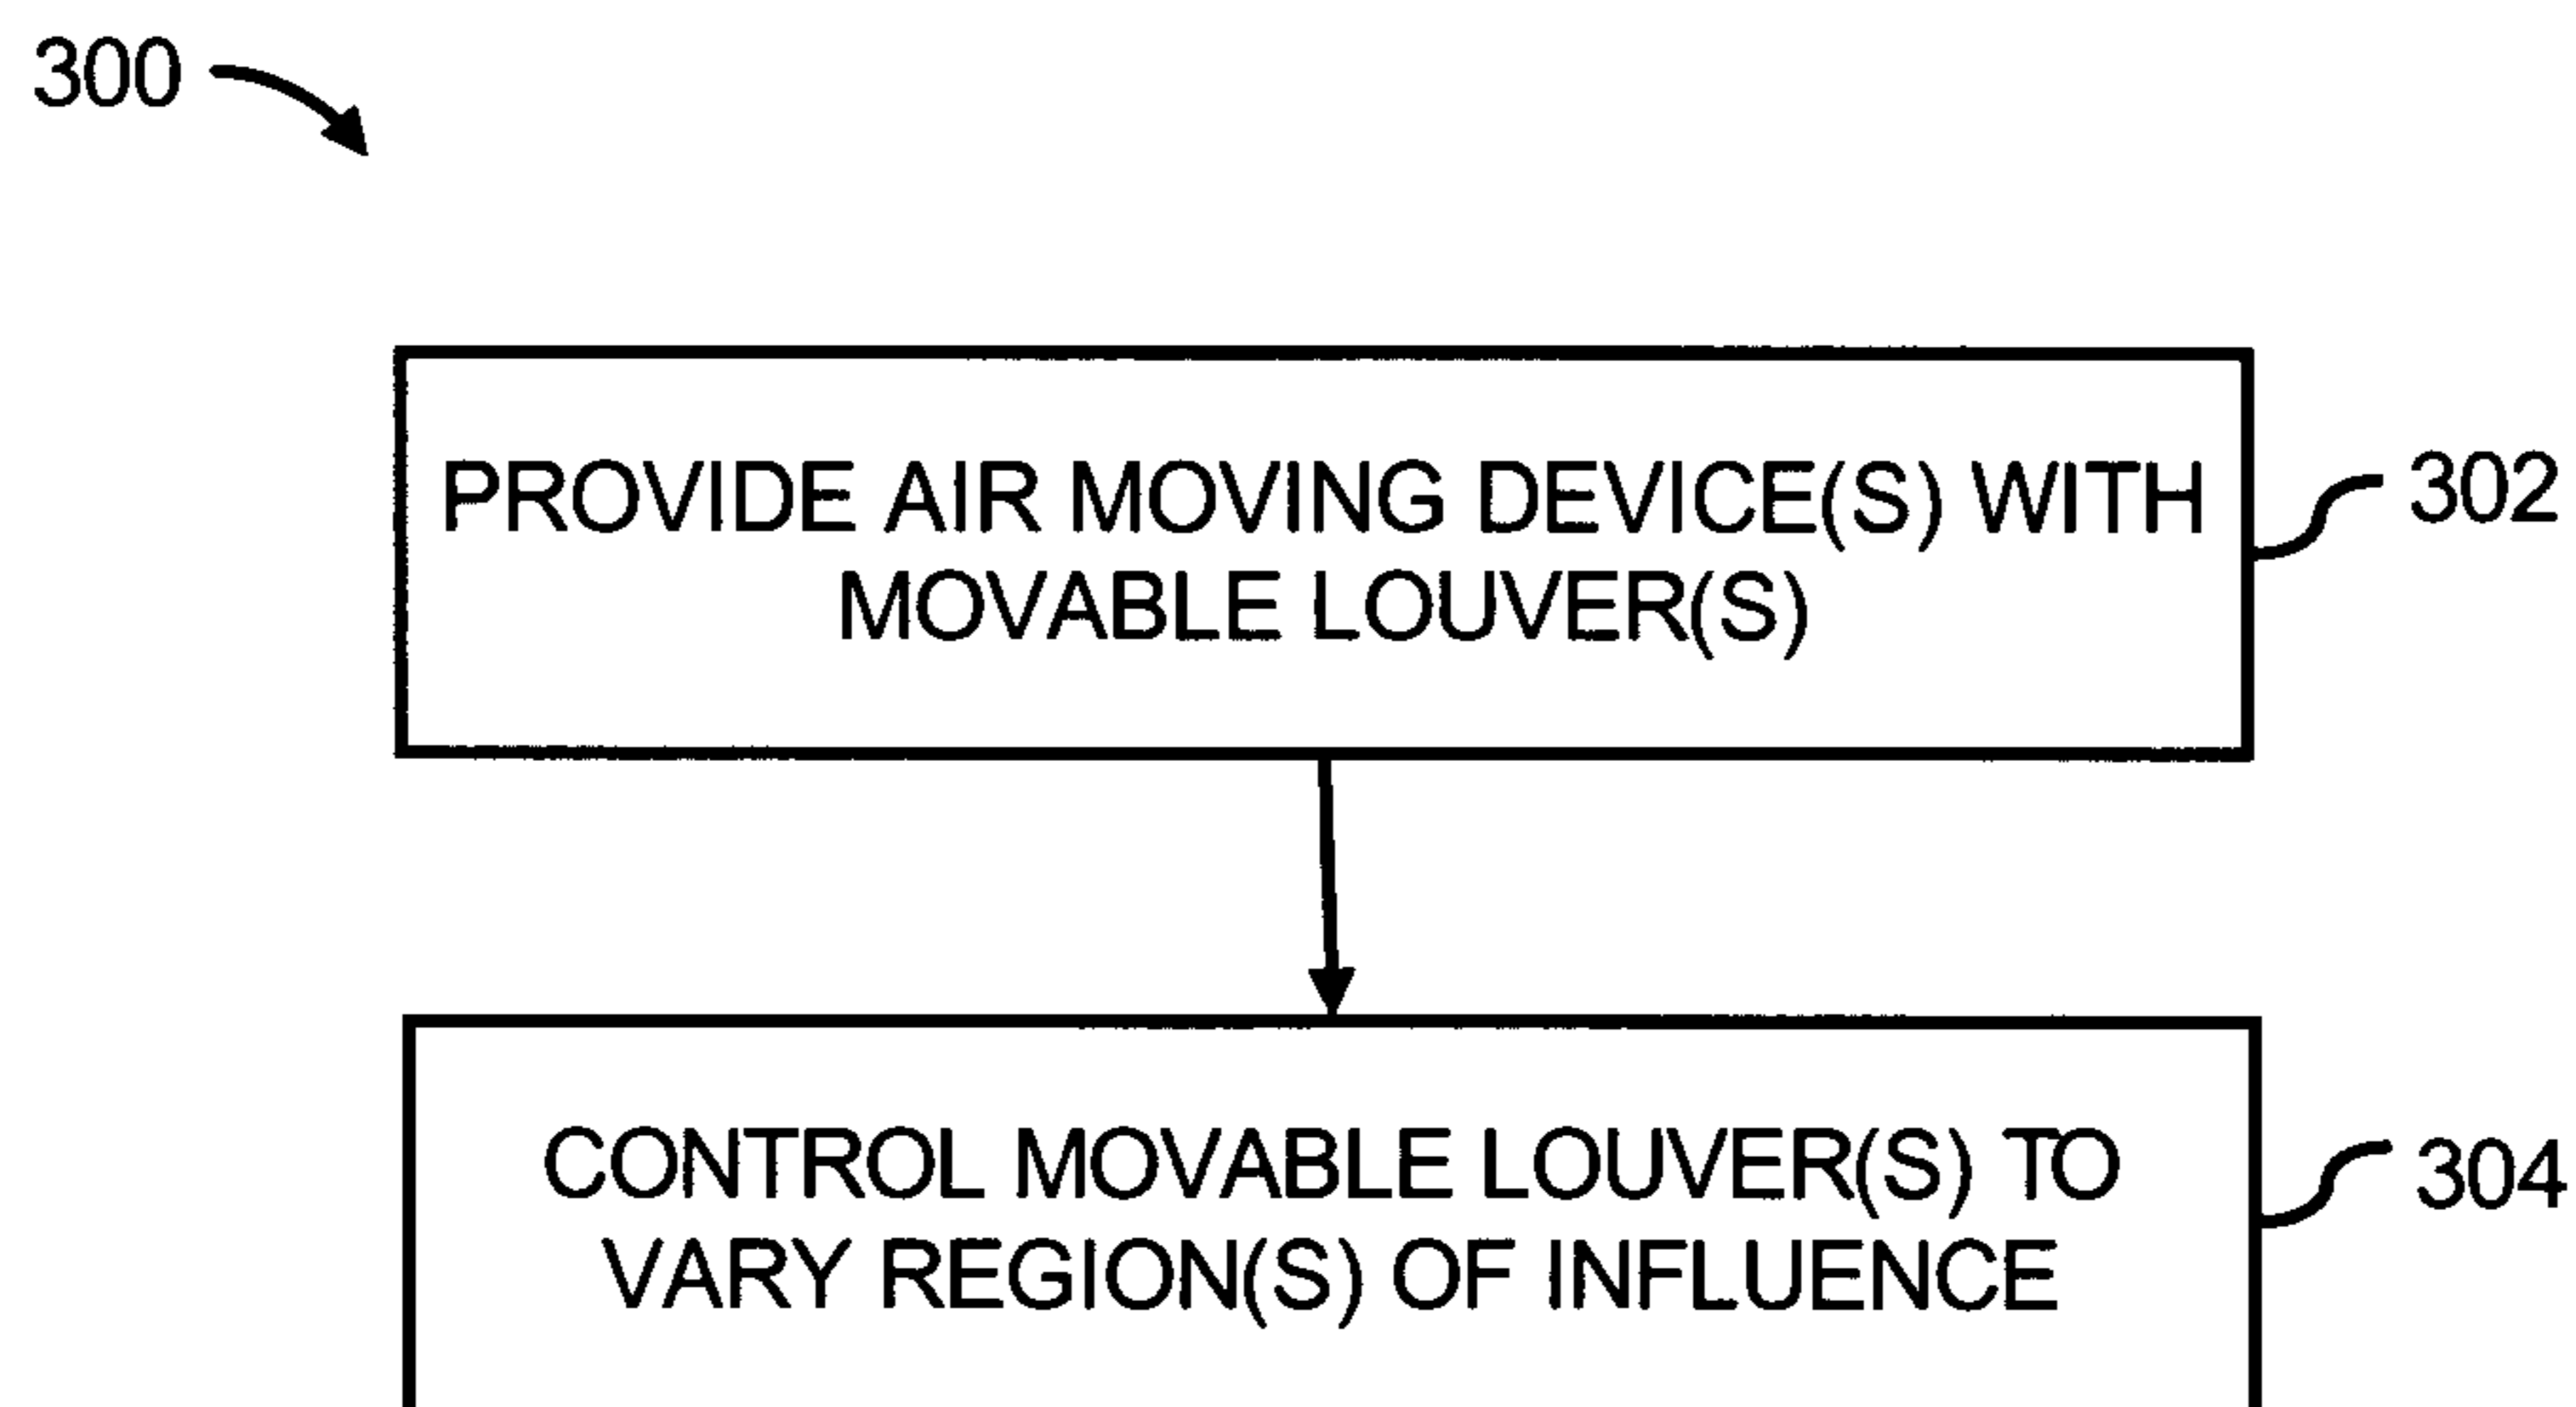 300
PROVIDE AIR MOVING DEVICE(S) WITH
MOVABLE LOUVER(S)
302
CONTROL MOVABLE LOUVER(S) TO
VARY REGION(S) OF INFLUENCE
304